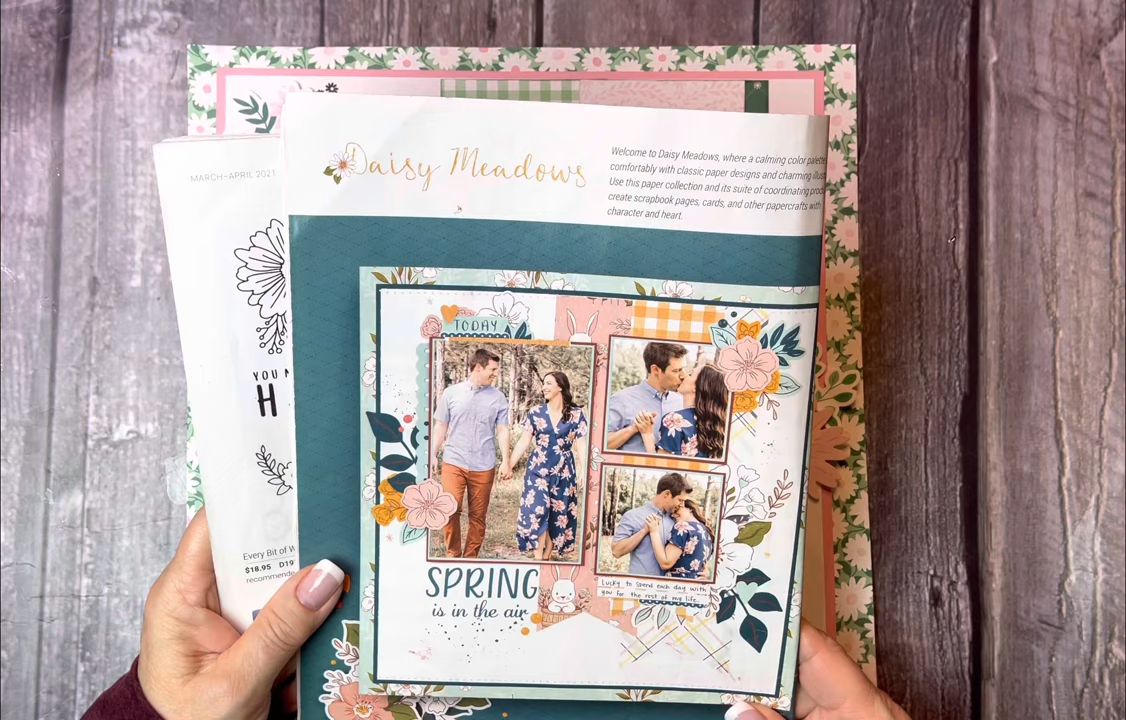 MARCH–APRIL 2021
Daisy Meadows
Welcome to Daisy Meadows, where a calming color palette
comfortably with classic paper designs and charming illus
Use this paper collection and its suite of coordinating prod
create scrapbook pages, cards, and other papercrafts with
character and heart.
TODAY
YOU
H
SPRING
is in the air
Lucky to spend each day with
you for the rest of my life.
Every Bit of W
$18.95 D19
recommende